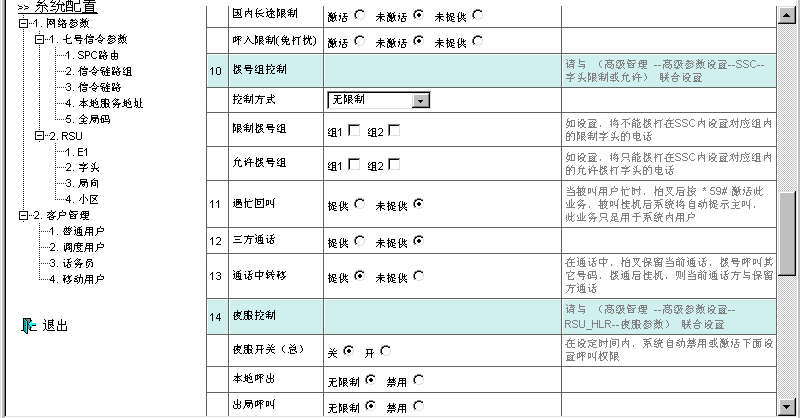 >> 系统配置
1. 网络参数
1. 七号信令参数
1. SPC路由
2. 信令链路组
3. 信令链路
4. 本地服务地址
5. 全局码
2. RSU
1. E1
2. 字头
3. 局向
4. 小区
2. 客户管理
1. 普通用户
2. 调度用户
3. 话务员
4. 移动用户
退出
国内长途限制 激活 未激活 未提供
呼入限制(免打扰) 激活 未激活 未提供
10 拨号组控制 请与 （高级管理 --高级参数设置--SSC--
字头限制或允许） 联合设置
控制方式 无限制
限制拨号组 组1 组2 如设置，将不能拨打在SSC内设置对应组内
的限制字头的电话
允许拨号组 组1 组2 如设置，将只能拨打在SSC内设置对应组内
的允许拨打字头的电话
11 遇忙回叫 提供 未提供 当被叫用户忙时，拍叉后按 *59# 激活此
业务，被叫挂机后系统将自动提示主叫，
此业务只是用于系统内用户
12 三方通话 提供 未提供
13 通话中转移 提供 未提供 在通话中，拍叉保留当前通话，拨号呼叫其
它号码，拨通后挂机，则当前通话方与保留
方通话
14 夜服控制 请与 （高级管理 --高级参数设置--
RSU_HLR--夜服参数） 联合设置
夜服开关（总） 关 开 在设定时间内，系统自动禁用或激活下面设
置呼叫权限
本地呼出 无限制 禁用
出局呼叫 无限制 禁用